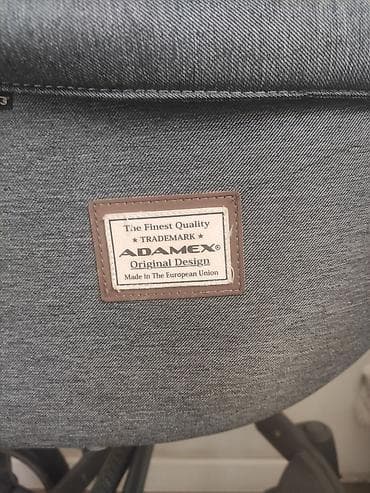 The Finest Quality
★ TRADEMARK ★
ADAMEX®
Original Design
Made In The European Union